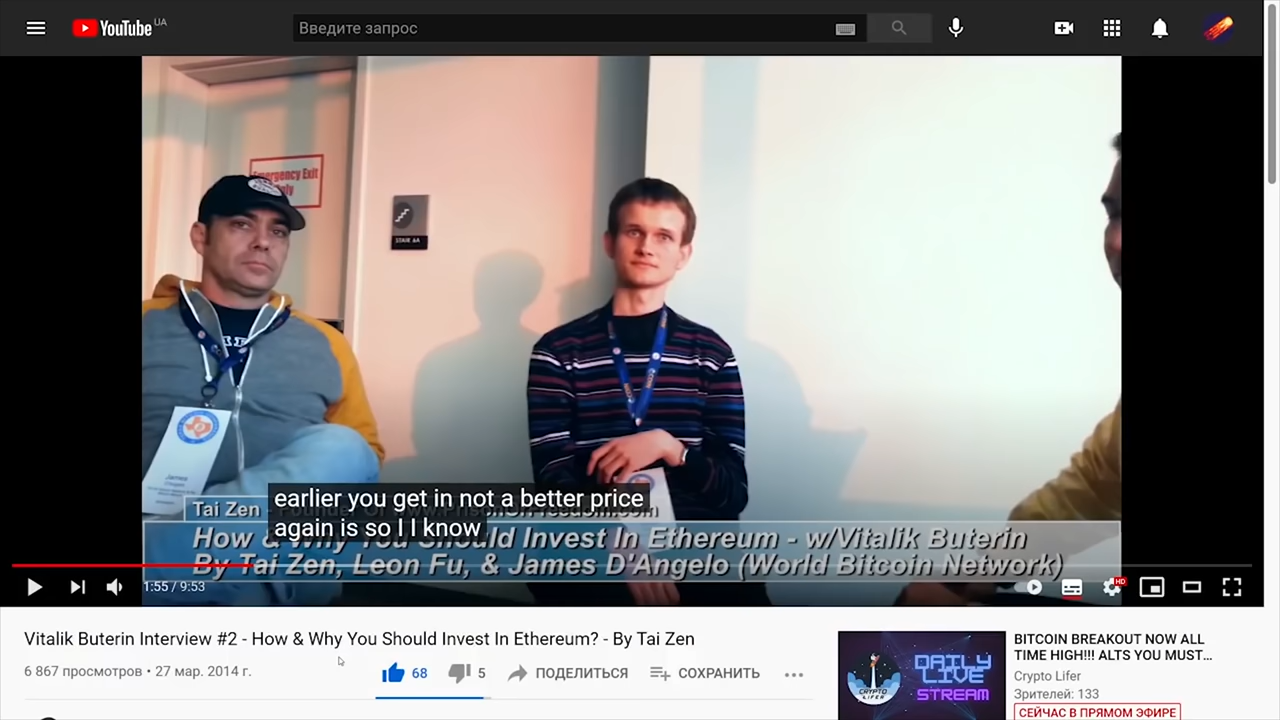 YouTube UA
Введите запрос
Emergency Exit
Only
STAIR 6A
James
earlier you get in not a better price
again is so I I know
Tai Zen -
How & Why You Should Invest In Ethereum - w/Vitalik Buterin
By Tai Zen, Leon Fu, & James D'Angelo (World Bitcoin Network)
1:55 / 9:53
HD
Vitalik Buterin Interview #2 - How & Why You Should Invest In Ethereum? - By Tai Zen
6 867 просмотров • 27 мар. 2014 г.
68
5
ПОДЕЛИТЬСЯ
СОХРАНИТЬ
CRYPTO
LIFER
DAILY
LIVE
STREAM
BITCOIN BREAKOUT NOW ALL
TIME HIGH!!! ALTS YOU MUST...
Crypto Lifer
Зрителей: 133
СЕЙЧАС В ПРЯМОМ ЭФИРЕ